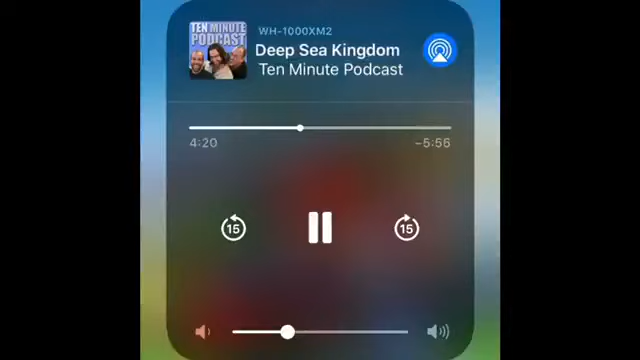 TEN MINUTE
PODCAST
WH-1000XM2
Deep Sea Kingdom
Ten Minute Podcast
4:20
-5:56
15
15